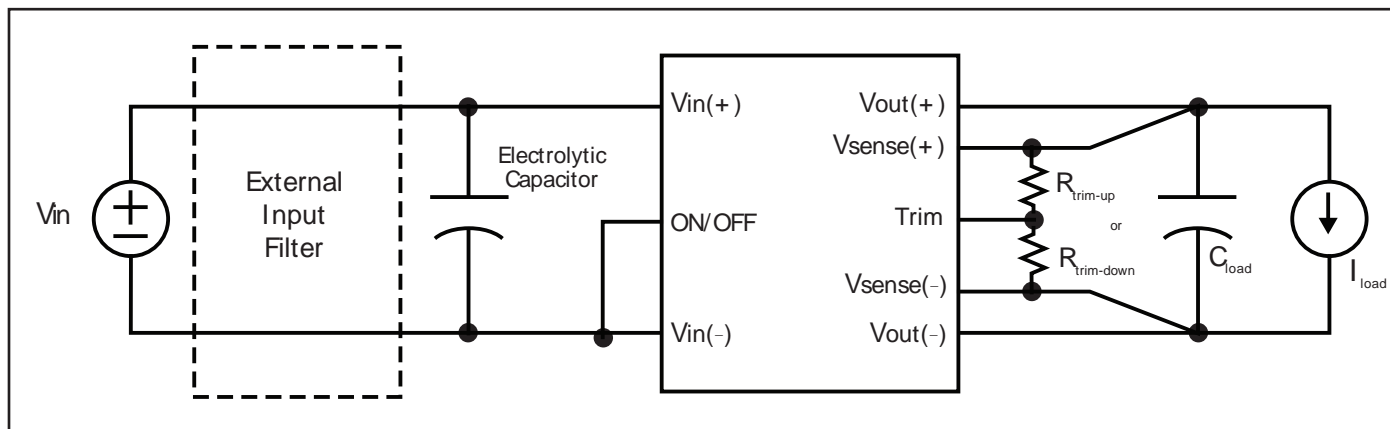 Vin
External
Input
Filter
Electrolytic
Capacitor
Vin(+)
ON/OFF
Vin(−)
Vout(+)
Vsense(+)
Trim
Vsense(−)
Vout(−)
Rtrim-up
or
Rtrim-down
Cload
Iload